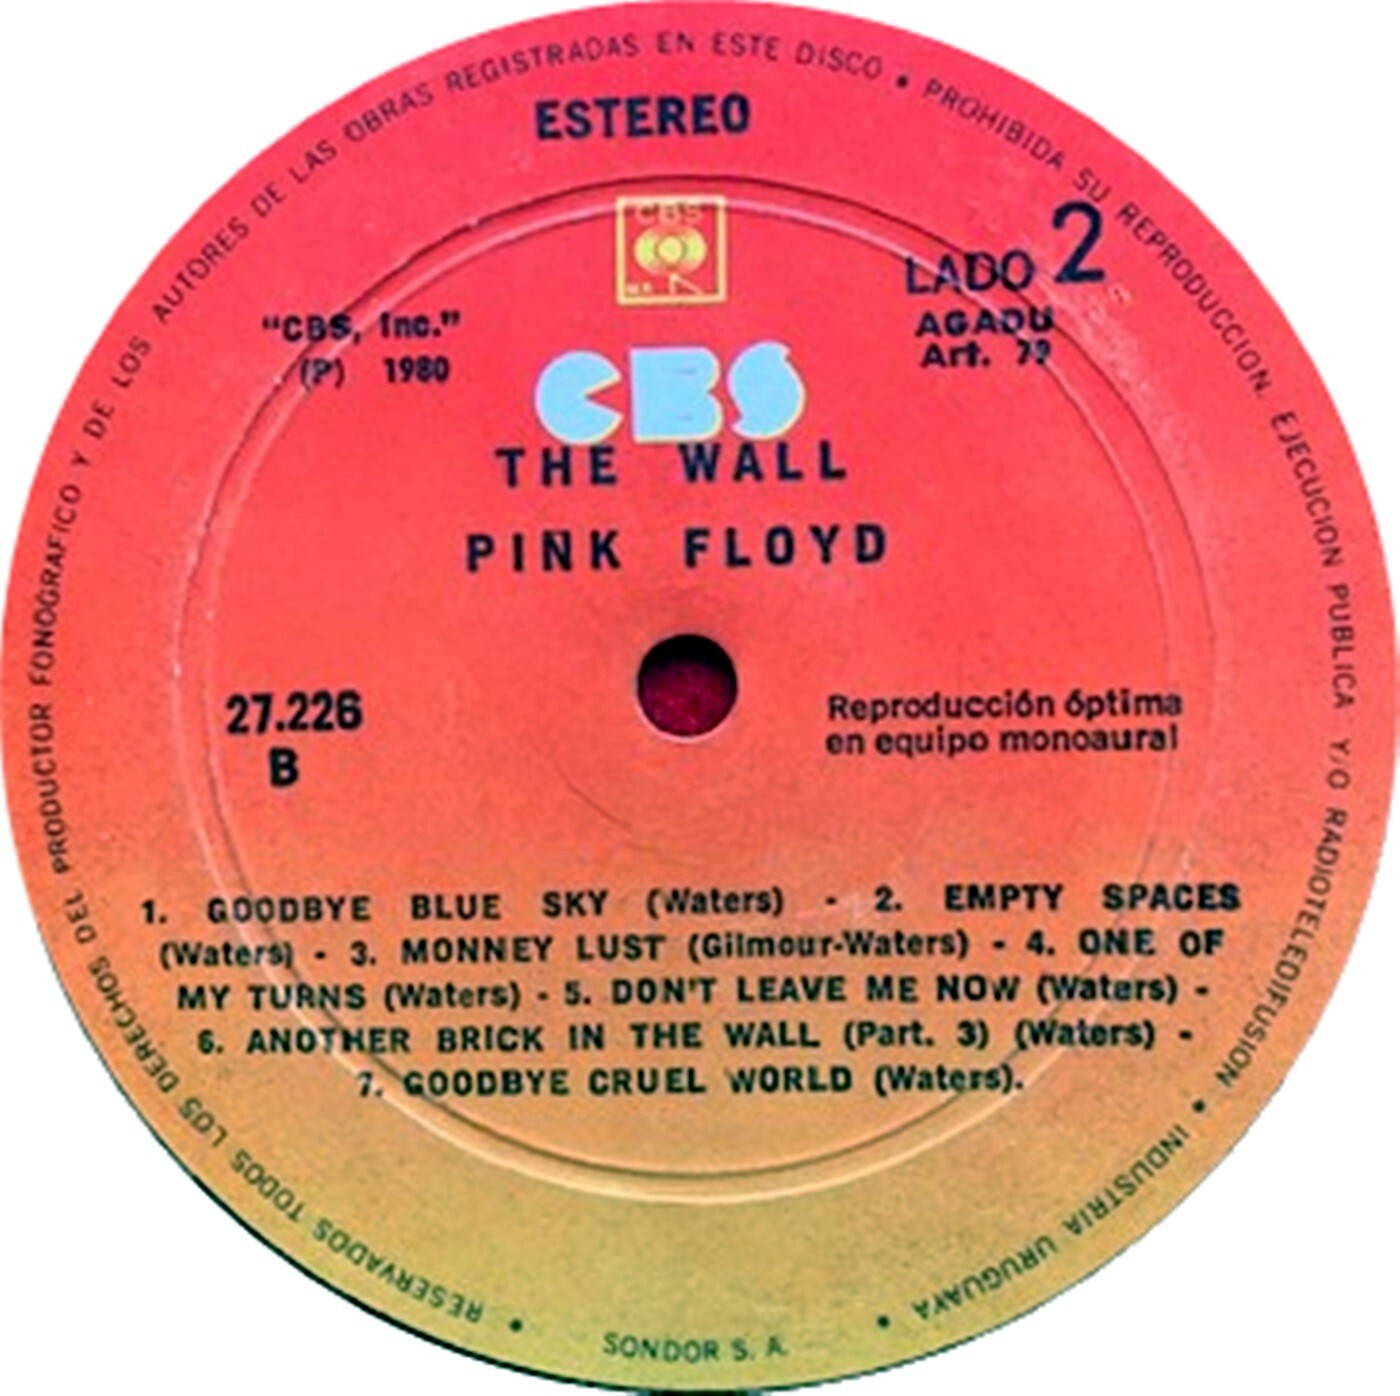 RESERVADOS TODOS LOS DERECHOS DEL PRODUCTOR FONOGRAFICO Y DE LOS AUTORES DE LAS OBRAS REGISTRADAS EN ESTE DISCO • PROHIBIDA SU REPRODUCCION, EJECUCION PUBLICA Y/O RADIOTELEDIFUSION • INDUSTRIA URUGUAYA •
SONDOR S. A. •
ESTEREO
CBS
LADO 2
"CBS, Inc."
(P) 1980
AGADU
Art. 79
CBS
THE WALL
PINK FLOYD
27.226
B
Reproducción óptima
en equipo monoaural
1. GOODBYE BLUE SKY (Waters) - 2. EMPTY SPACES
(Waters) - 3. MONNEY LUST (Gilmour-Waters) - 4. ONE OF
MY TURNS (Waters) - 5. DON'T LEAVE ME NOW (Waters) -
6. ANOTHER BRICK IN THE WALL (Part. 3) (Waters) -
7. GOODBYE CRUEL WORLD (Waters).